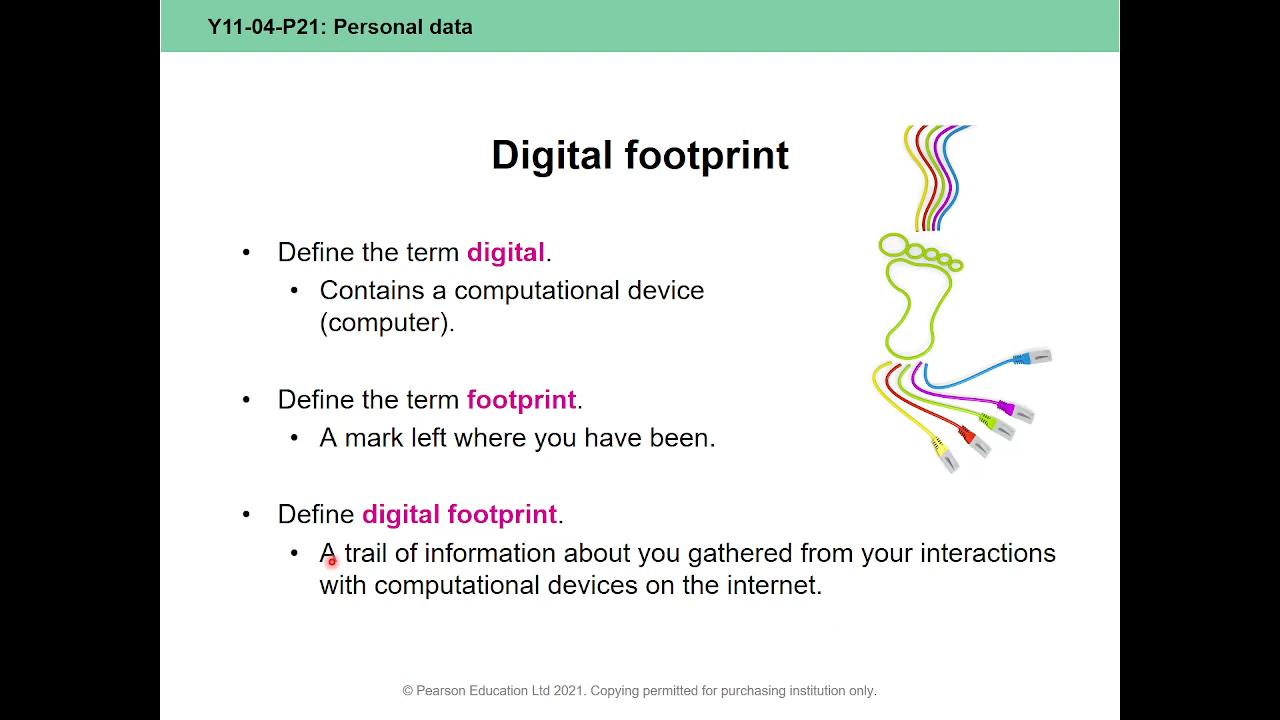 Y11-04-P21: Personal data
Digital footprint
• Define the term digital.
• Contains a computational device
(computer).
• Define the term footprint.
• A mark left where you have been.
• Define digital footprint.
• A trail of information about you gathered from your interactions
with computational devices on the internet.
© Pearson Education Ltd 2021. Copying permitted for purchasing institution only.